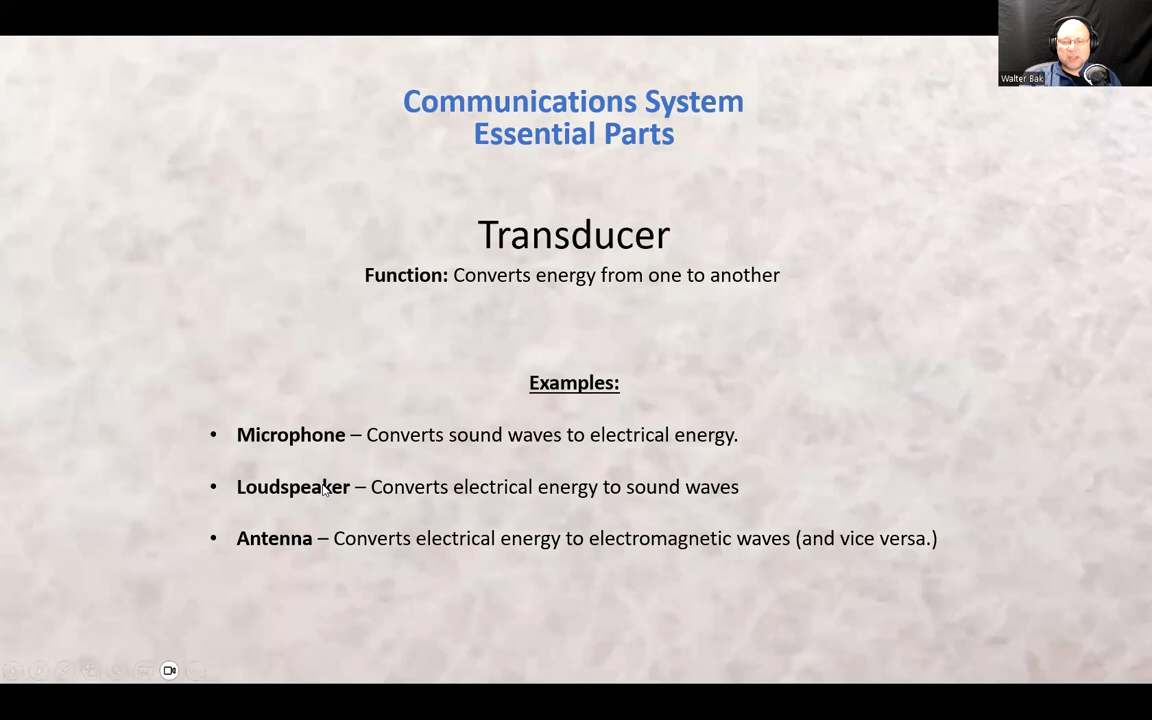 Walter Bak
Communications System
Essential Parts
Transducer
Function: Converts energy from one to another
Examples:
• Microphone – Converts sound waves to electrical energy.
• Loudspeaker – Converts electrical energy to sound waves
• Antenna – Converts electrical energy to electromagnetic waves (and vice versa.)